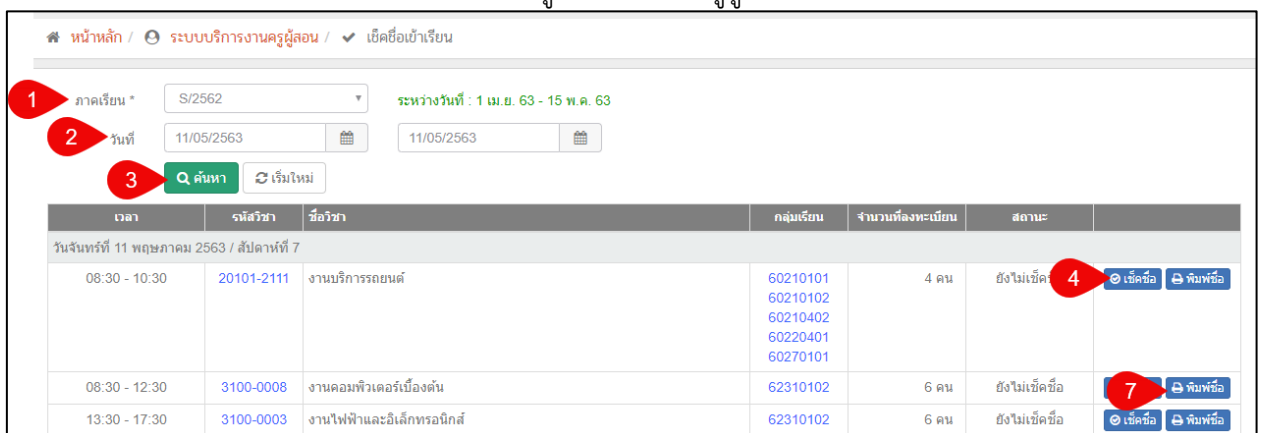 หน้าหลัก / ระบบบริการงานครูผู้สอน / เช็คชื่อเข้าเรียน
1 ภาคเรียน * S/2562 ระหว่างวันที่ : 1 เม.ย. 63 - 15 พ.ค. 63
2 วันที่ 11/05/2563 11/05/2563
3 ค้นหา เริ่มใหม่
เวลา รหัสวิชา ชื่อวิชา กลุ่มเรียน จำนวนที่ลงทะเบียน สถานะ
วันจันทร์ที่ 11 พฤษภาคม 2563 / สัปดาห์ที่ 7
08:30 - 10:30 20101-2111 งานบริการรถยนต์ 60210101 4 คน ยังไม่เช็ค 4 เช็คชื่อ พิมพ์ชื่อ
60210102
60210402
60220401
60270101
08:30 - 12:30 3100-0008 งานคอมพิวเตอร์เบื้องต้น 62310102 6 คน ยังไม่เช็คชื่อ 7 พิมพ์ชื่อ
13:30 - 17:30 3100-0003 งานไฟฟ้าและอิเล็กทรอนิกส์ 62310102 6 คน ยังไม่เช็คชื่อ เช็คชื่อ พิมพ์ชื่อ